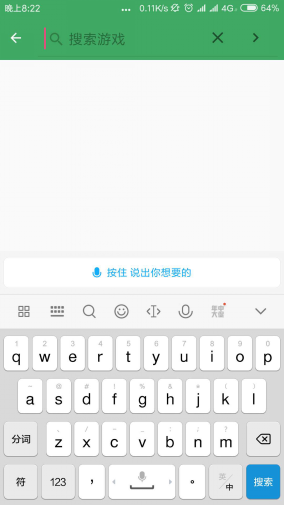 晚上8:22 ... 0.11K/s 4G 64%
搜索游戏
按住 说出你想要的
1 2 3 4 5 6 7 8 9 0
q w e r t y u i o p
~ @ # ! % & * ( )
a s d f g h j k l
分词 z x c v b n m
符 123 , 。 英/中 搜索